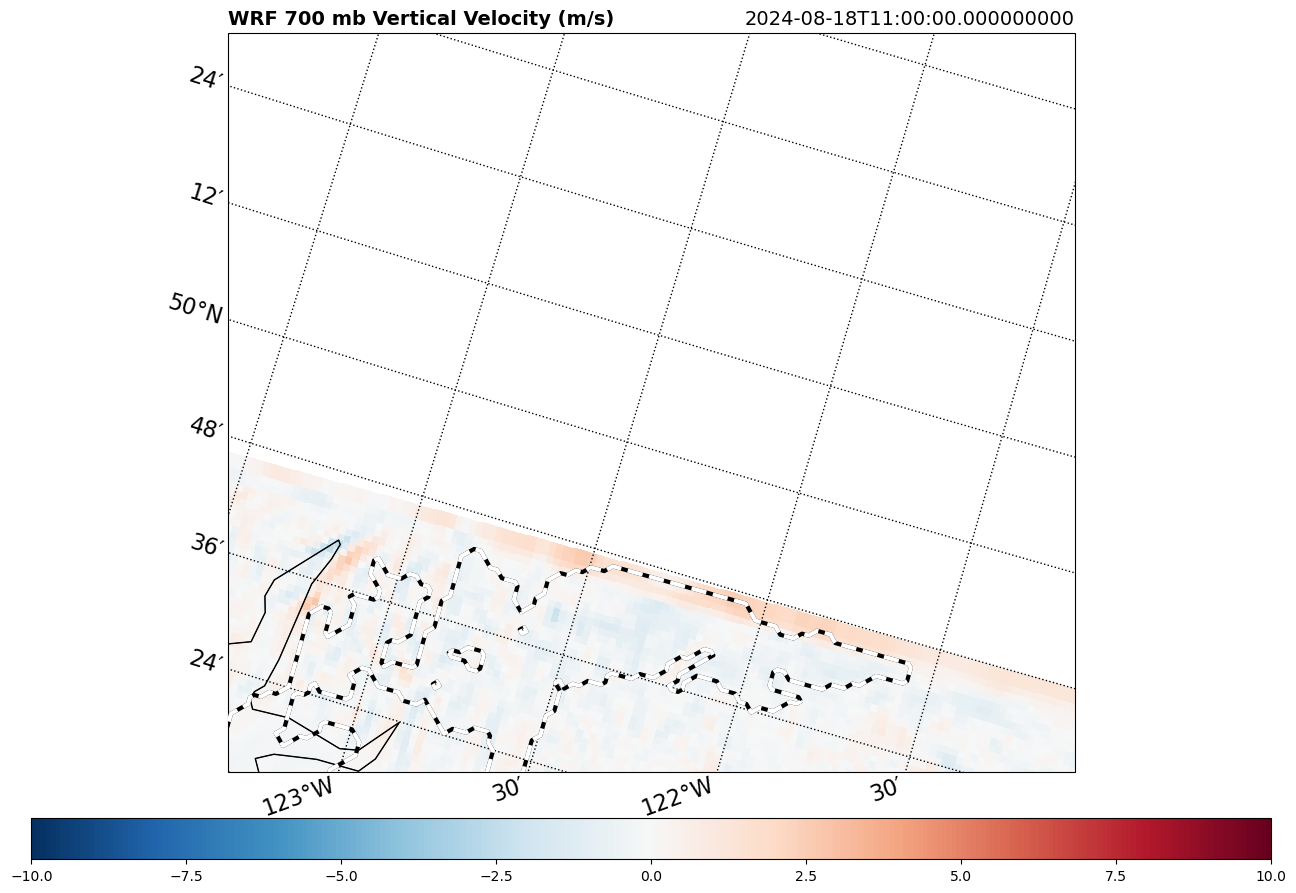 WRF 700 mb Vertical Velocity (m/s) 2024-08-18T11:00:00.000000000
24′
12′
50°N
48′
36′
24′
123°W 30′ 122°W 30′
−10.0 −7.5 −5.0 −2.5 0.0 2.5 5.0 7.5 10.0